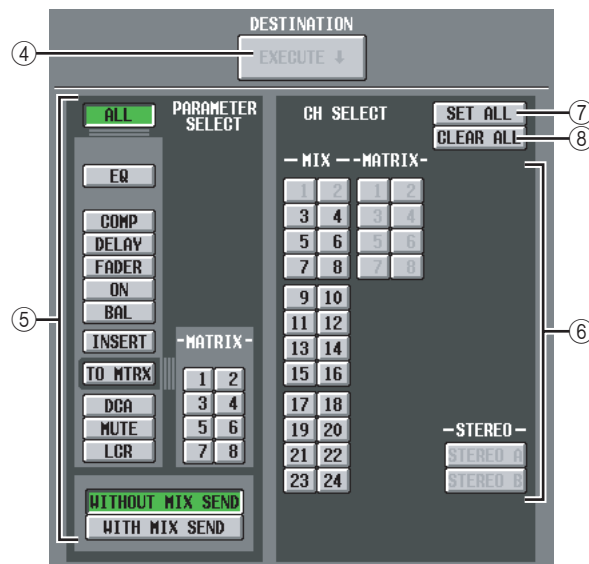 DESTINATION
④ EXECUTE ↓
⑤
ALL
PARAMETER
SELECT
EQ
COMP
DELAY
FADER
ON
BAL
INSERT
TO MTRX
DCA
MUTE
LCR
-MATRIX-
1 2
3 4
5 6
7 8
WITHOUT MIX SEND
WITH MIX SEND
CH SELECT
SET ALL ⑦
CLEAR ALL ⑧
-MIX--MATRIX-
1 2 1 2
3 4 3 4
5 6 5 6
7 8 7 8
9 10
11 12
13 14
15 16
17 18
19 20
21 22
23 24
⑥
-STEREO-
STEREO A
STEREO B